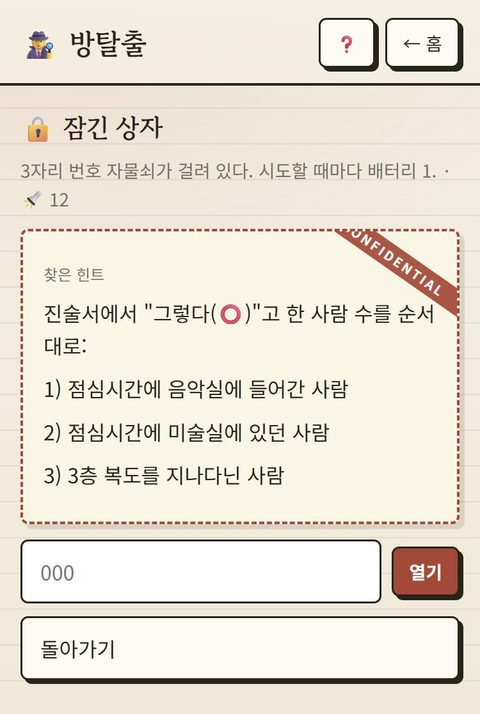 방탈출
?
← 홈
잠긴 상자
3자리 번호 자물쇠가 걸려 있다. 시도할 때마다 배터리 1. ·
12
CONFIDENTIAL
찾은 힌트
진술서에서 "그렇다(⭕)"고 한 사람 수를 순서
대로:
1) 점심시간에 음악실에 들어간 사람
2) 점심시간에 미술실에 있던 사람
3) 3층 복도를 지나다닌 사람
000
열기
돌아가기